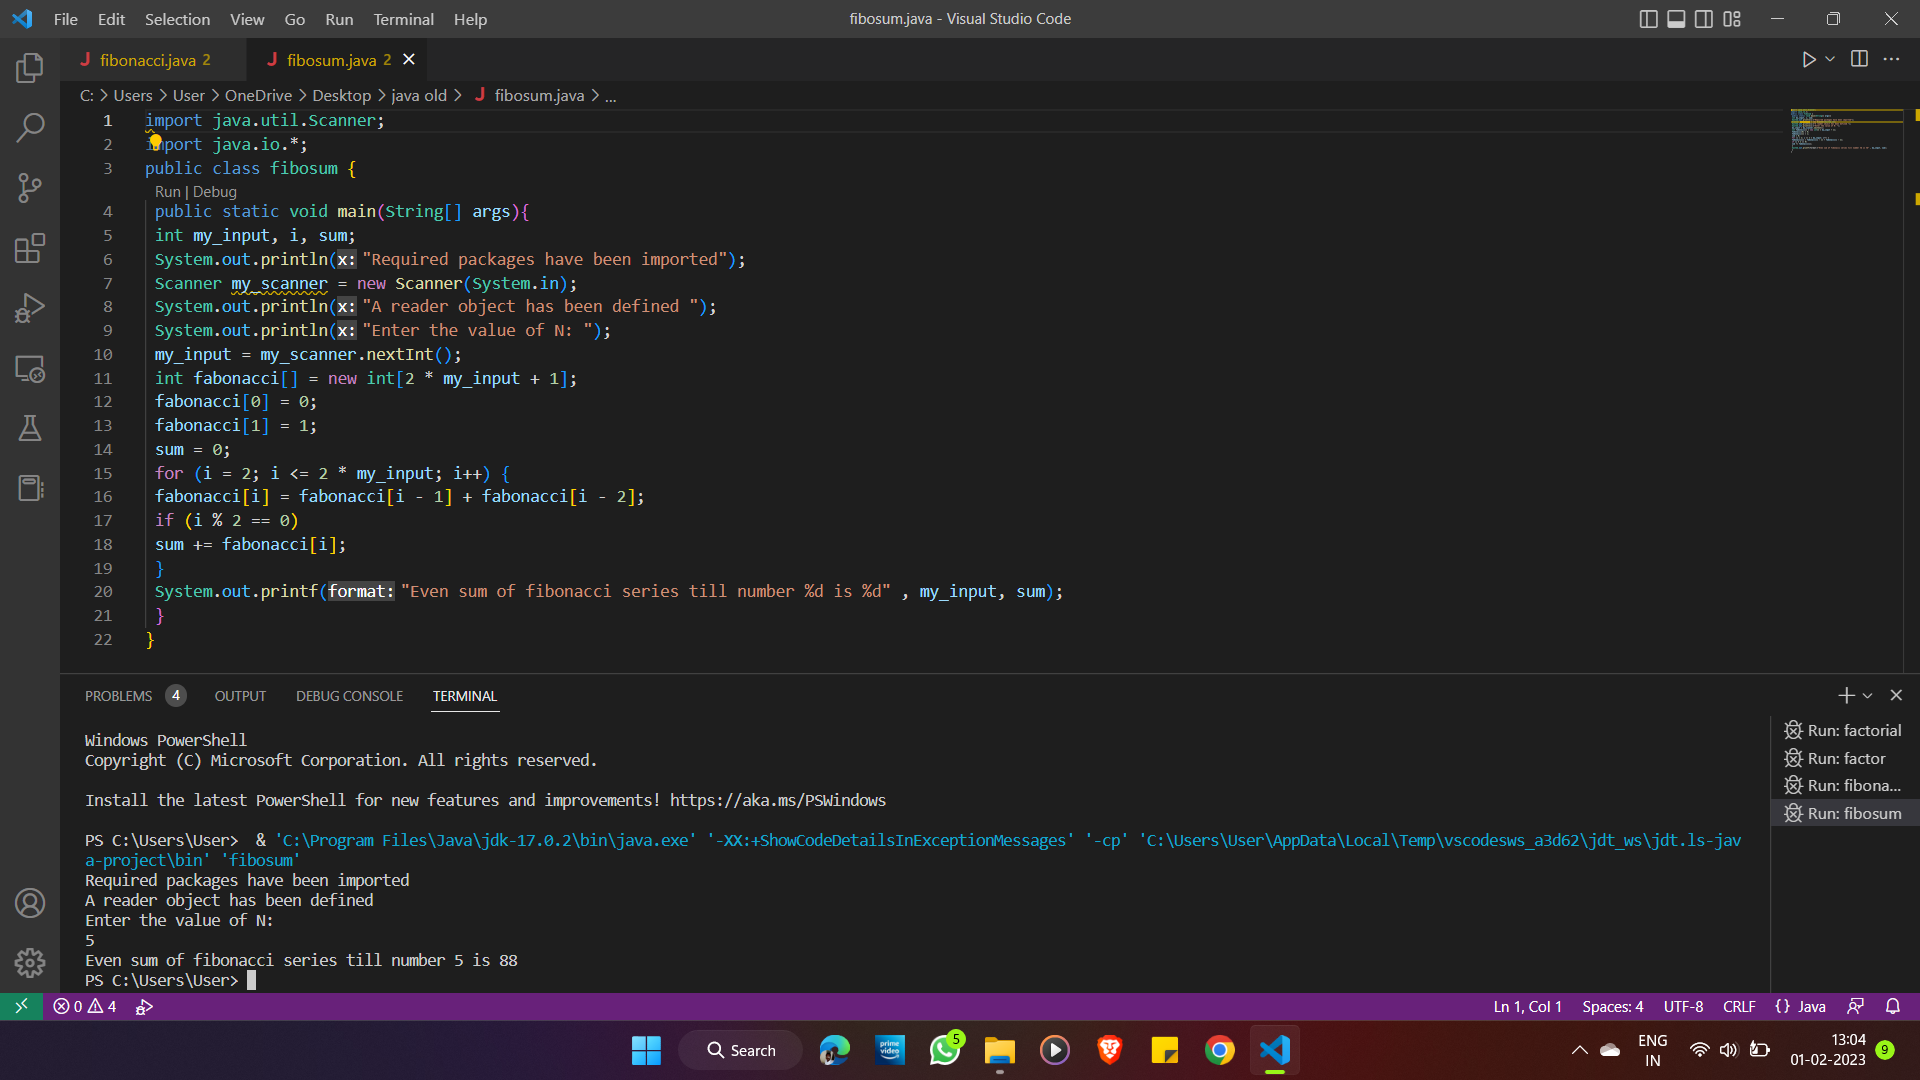 File Edit Selection View Go Run Terminal Help
fibosum.java - Visual Studio Code
fibonacci.java 2
fibosum.java 2
C: > Users > User > OneDrive > Desktop > java old > fibosum.java > ...
1 import java.util.Scanner;
2 import java.io.*;
3 public class fibosum {
Run | Debug
4 public static void main(String[] args){
5 int my_input, i, sum;
6 System.out.println(x: "Required packages have been imported");
7 Scanner my_scanner = new Scanner(System.in);
8 System.out.println(x: "A reader object has been defined ");
9 System.out.println(x: "Enter the value of N: ");
10 my_input = my_scanner.nextInt();
11 int fabonacci[] = new int[2 * my_input + 1];
12 fabonacci[0] = 0;
13 fabonacci[1] = 1;
14 sum = 0;
15 for (i = 2; i <= 2 * my_input; i++) {
16 fabonacci[i] = fabonacci[i - 1] + fabonacci[i - 2];
17 if (i % 2 == 0)
18 sum += fabonacci[i];
19 }
20 System.out.printf(format: "Even sum of fibonacci series till number %d is %d" , my_input, sum);
21 }
22 }
PROBLEMS 4 OUTPUT DEBUG CONSOLE TERMINAL
Windows PowerShell
Copyright (C) Microsoft Corporation. All rights reserved.
Install the latest PowerShell for new features and improvements! https://aka.ms/PSWindows
PS C:\Users\User>  & 'C:\Program Files\Java\jdk-17.0.2\bin\java.exe' '-XX:+ShowCodeDetailsInExceptionMessages' '-cp' 'C:\Users\User\AppData\Local\Temp\vscodesws_a3d62\jdt_ws\jdt.ls-jav
a-project\bin' 'fibosum'
Required packages have been imported
A reader object has been defined
Enter the value of N:
5
Even sum of fibonacci series till number 5 is 88
PS C:\Users\User>
Run: factorial
Run: factor
Run: fibona...
Run: fibosum
0 4
Ln 1, Col 1 Spaces: 4 UTF-8 CRLF {} Java
Search
prime video
5
ENG
IN
13:04
01-02-2023
9